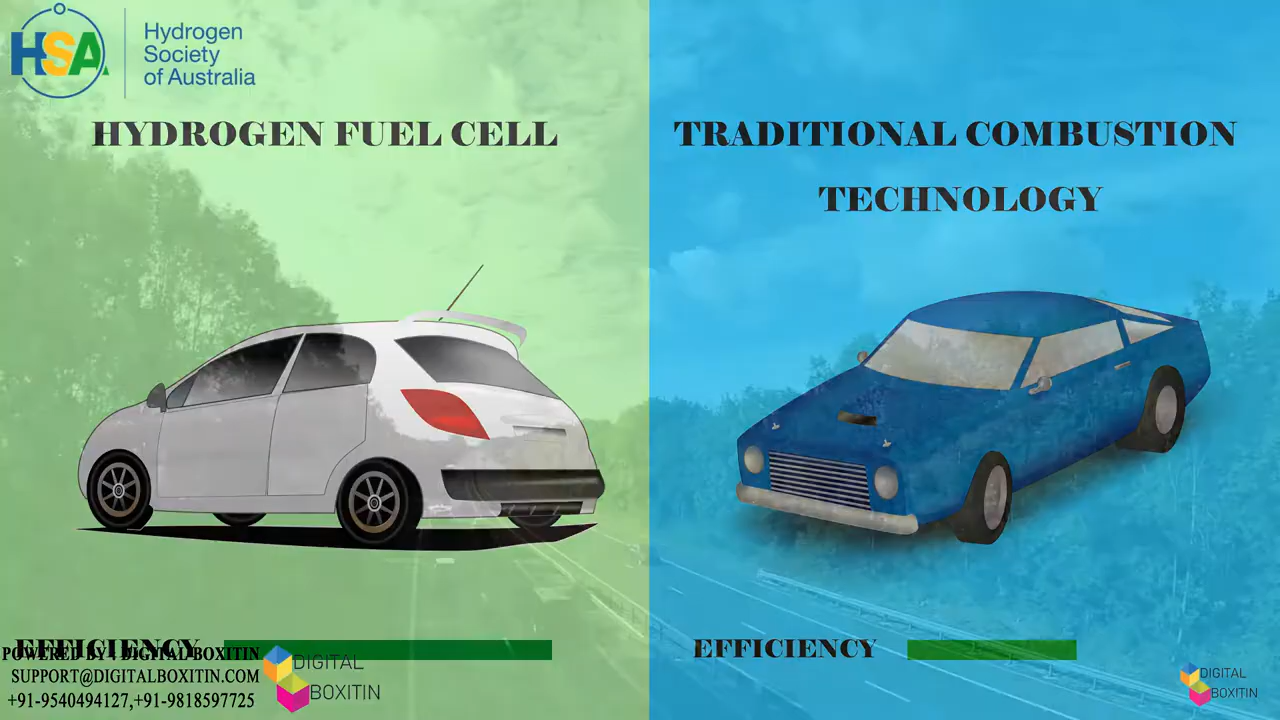 HSA
Hydrogen
Society
of Australia
HYDROGEN FUEL CELL
TRADITIONAL COMBUSTION
TECHNOLOGY
EFFICIENCY
POWERED BY : DIGITAL BOXITIN
SUPPORT@DIGITALBOXITIN.COM
+91-9540494127,+91-9818597725
DIGITAL
BOXITIN
EFFICIENCY
DIGITAL
BOXITIN